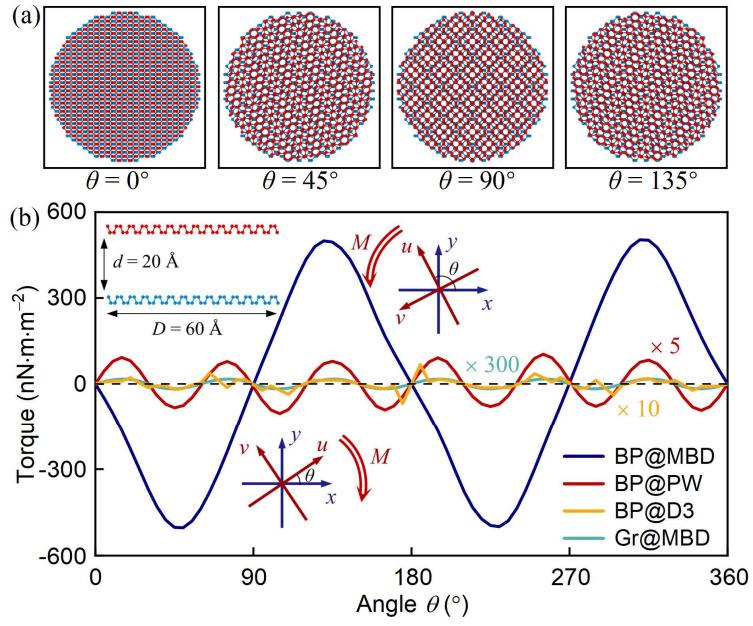 (a)
θ = 0°
θ = 45°
θ = 90°
θ = 135°
(b)
600
300
0
-300
-600
Torque (nN·m·m⁻²)
d = 20 Å
D = 60 Å
M
u
y
θ
x
v
× 300
× 5
× 10
v
y
u
M
θ
x
BP@MBD
BP@PW
BP@D3
Gr@MBD
0
90
180
270
360
Angle θ (°)